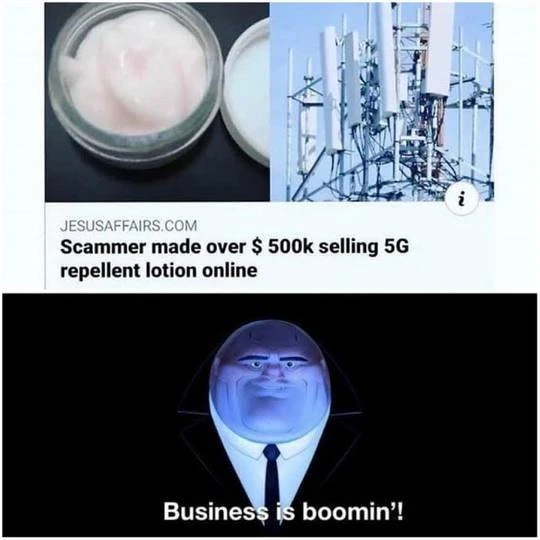 JESUSAFFAIRS.COM
Scammer made over $ 500k selling 5G
repellent lotion online
i
Business is boomin'!